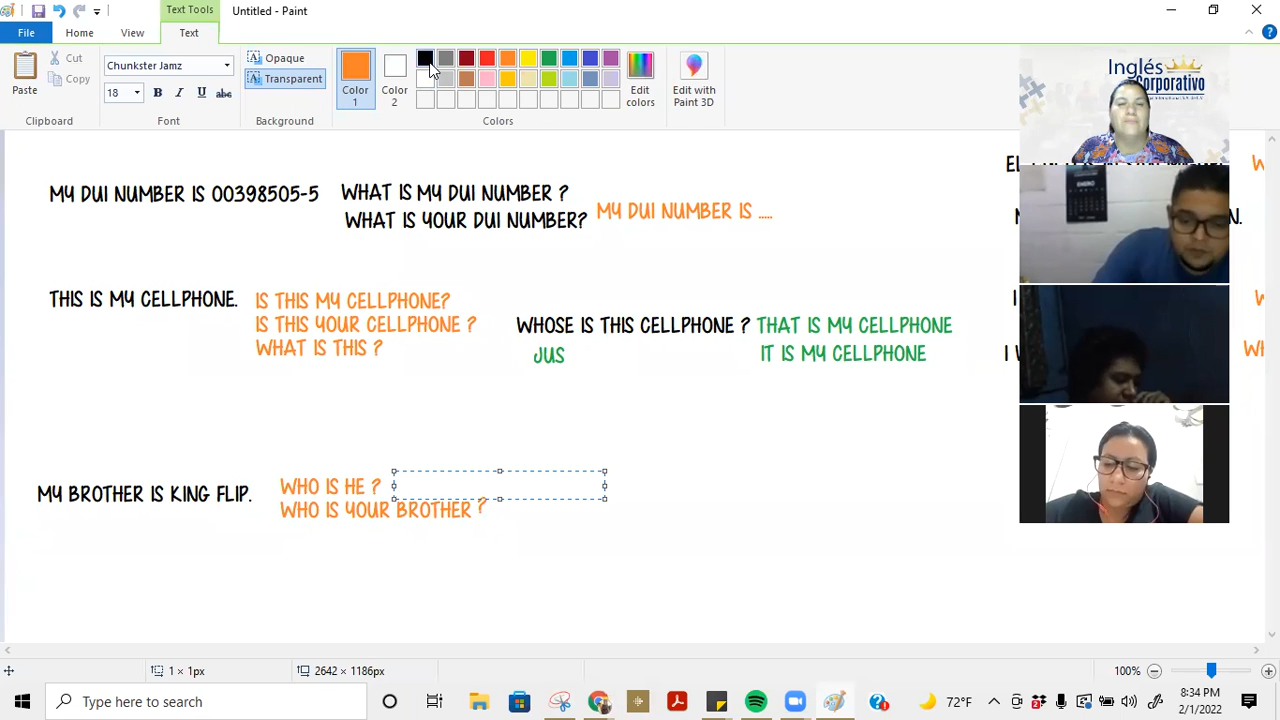 Text Tools
Untitled - Paint
File
Home
View
Text
Paste
Cut
Copy
Clipboard
Chunkster Jamz
18
B I U abc
Font
Opaque
Transparent
Background
Color 1
Color 2
Edit colors
Colors
Edit with Paint 3D
Inglés
Corporativo
ENERO
MY DUI NUMBER IS 00398505-5
WHAT IS MY DUI NUMBER ?
WHAT IS YOUR DUI NUMBER?
MY DUI NUMBER IS .....
N.
THIS IS MY CELLPHONE.
IS THIS MY CELLPHONE?
IS THIS YOUR CELLPHONE ?
WHAT IS THIS ?
WHOSE IS THIS CELLPHONE ?
JUS
THAT IS MY CELLPHONE
IT IS MY CELLPHONE
MY BROTHER IS KING FLIP.
WHO IS HE ?
WHO IS YOUR BROTHER ?
1 × 1px
2642 × 1186px
100%
Type here to search
72°F
8:34 PM
2/1/2022